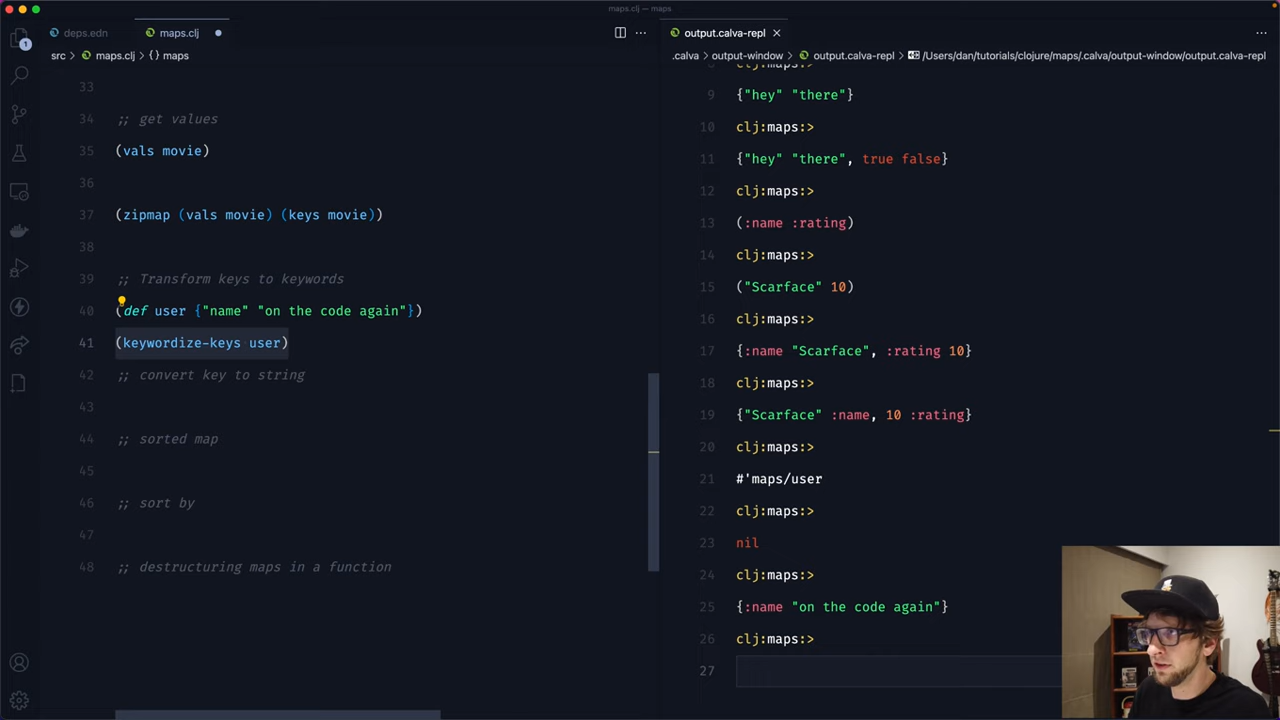 maps.clj — maps
deps.edn
maps.clj
output.calva-repl
src > maps.clj > {} maps
.calva > output-window > output.calva-repl > /Users/dan/tutorials/clojure/maps/.calva/output-window/output.calva-repl
1
33
34 ;; get values
35 (vals movie)
36
37 (zipmap (vals movie) (keys movie))
38
39 ;; Transform keys to keywords
40 (def user {"name" "on the code again"})
41 (keywordize-keys user)
42 ;; convert key to string
43
44 ;; sorted map
45
46 ;; sort by
47
48 ;; destructuring maps in a function
clj:maps:>
9 {"hey" "there"}
10 clj:maps:>
11 {"hey" "there", true false}
12 clj:maps:>
13 (:name :rating)
14 clj:maps:>
15 ("Scarface" 10)
16 clj:maps:>
17 {:name "Scarface", :rating 10}
18 clj:maps:>
19 {"Scarface" :name, 10 :rating}
20 clj:maps:>
21 #'maps/user
22 clj:maps:>
23 nil
24 clj:maps:>
25 {:name "on the code again"}
26 clj:maps:>
27